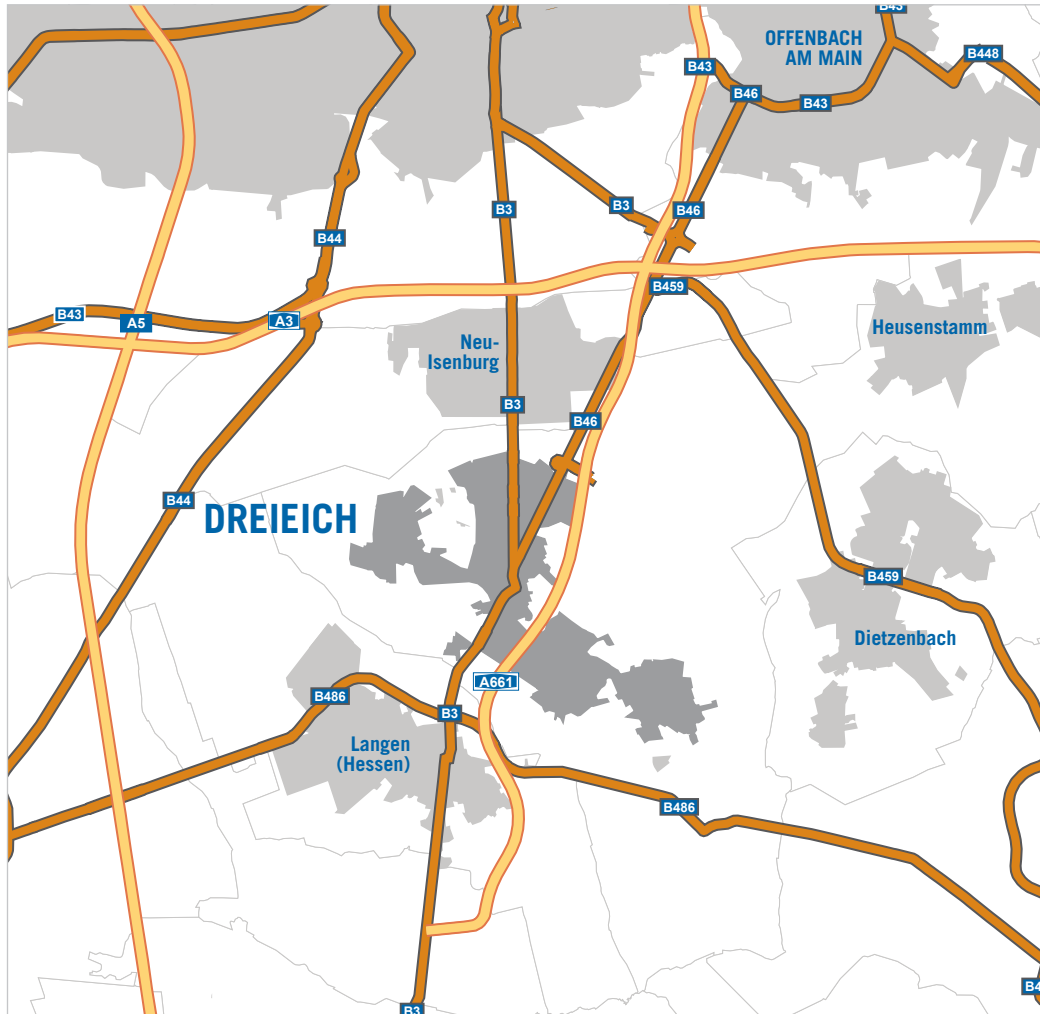 B43
OFFENBACH
AM MAIN
B448
B43
B46
B43
B3
B3
B46
B44
B459
B43
A5
A3
Heusenstamm
Neu-
Isenburg
B3
B46
B44
DREIEICH
B459
Dietzenbach
A661
B486
B3
Langen
(Hessen)
B486
B3